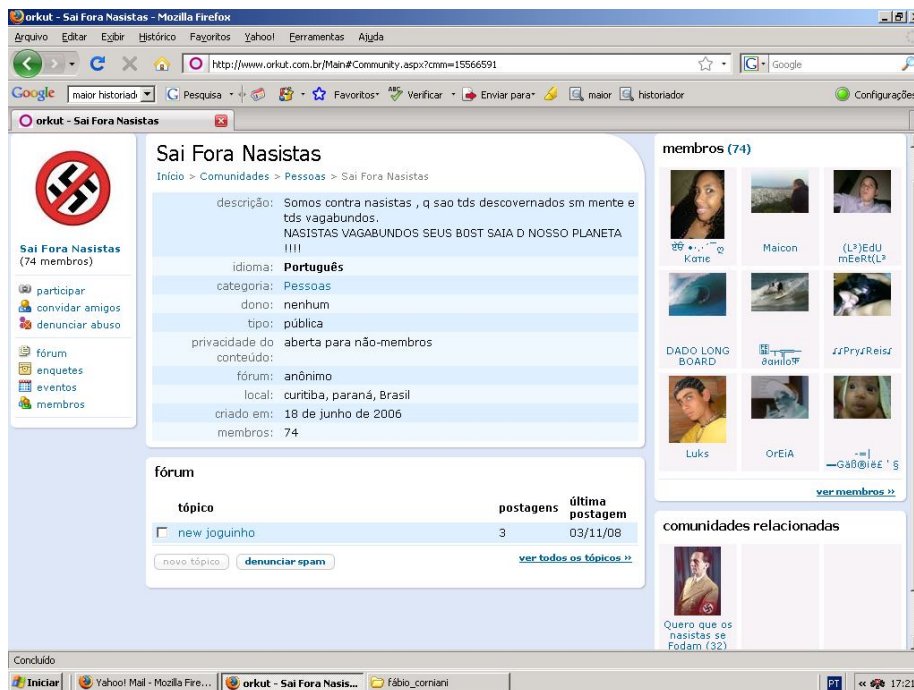 orkut - Sai Fora Nasistas - Mozilla Firefox
Arquivo Editar Exibir Histórico Favoritos Yahoo! Ferramentas Ajuda
http://www.orkut.com.br/Main#Community.aspx?cmm=15566591
G Google
Google maior historiad G Pesquisa Favoritos Verificar Enviar para maior historiador Configurações
orkut - Sai Fora Nasistas
Sai Fora Nasistas
(74 membros)
participar
convidar amigos
denunciar abuso
fórum
enquetes
eventos
membros
Sai Fora Nasistas
Início > Comunidades > Pessoas > Sai Fora Nasistas
descrição: Somos contra nasistas , q sao tds descovernados sm mente e
tds vagabundos.
NASISTAS VAGABUNDOS SEUS B0ST SAIA D NOSSO PLANETA
!!!!
idioma: Português
categoria: Pessoas
dono: nenhum
tipo: pública
privacidade do aberta para não-membros
conteúdo:
fórum: anônimo
local: curitiba, paraná, Brasil
criado em: 18 de junho de 2006
membros: 74
fórum
tópico postagens última
postagem
new joguinho 3 03/11/08
novo tópico denunciar spam ver todos os tópicos »
membros (74)
Maicon (L³)EdU
mEeRt(L³
DADO LONG
BOARD
Luks OrEiA
ver membros »
comunidades relacionadas
Quero que os
nasistas se
Fodam (32)
Concluído
Iniciar Yahoo! Mail - Mozilla Fire... orkut - Sai Fora Nasis... fábio_corniani PT « 17:21